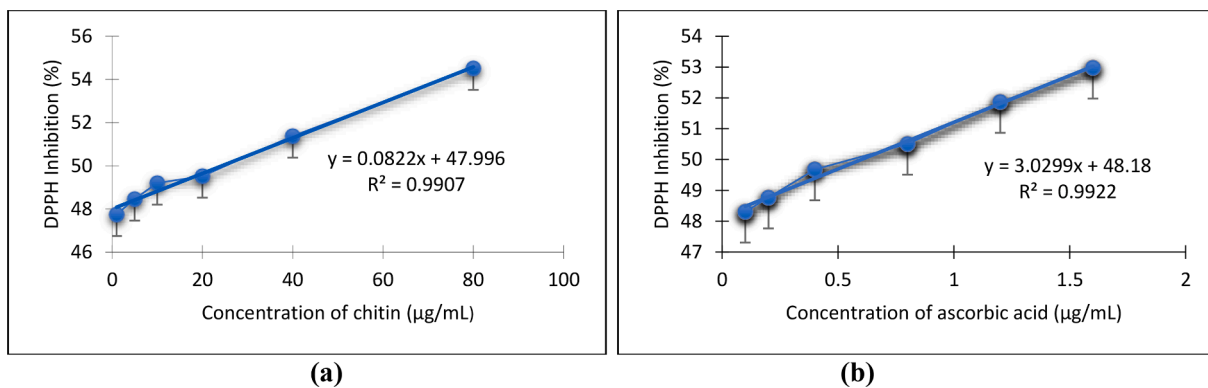 56
54
52
50
48
46
DPPH Inhibition (%)
y = 0.0822x + 47.996
R² = 0.9907
0 20 40 60 80 100
Concentration of chitin (µg/mL)
(a)
54
53
52
51
50
49
48
47
DPPH Inhibition (%)
y = 3.0299x + 48.18
R² = 0.9922
0 0.5 1 1.5 2
Concentration of ascorbic acid (µg/mL)
(b)